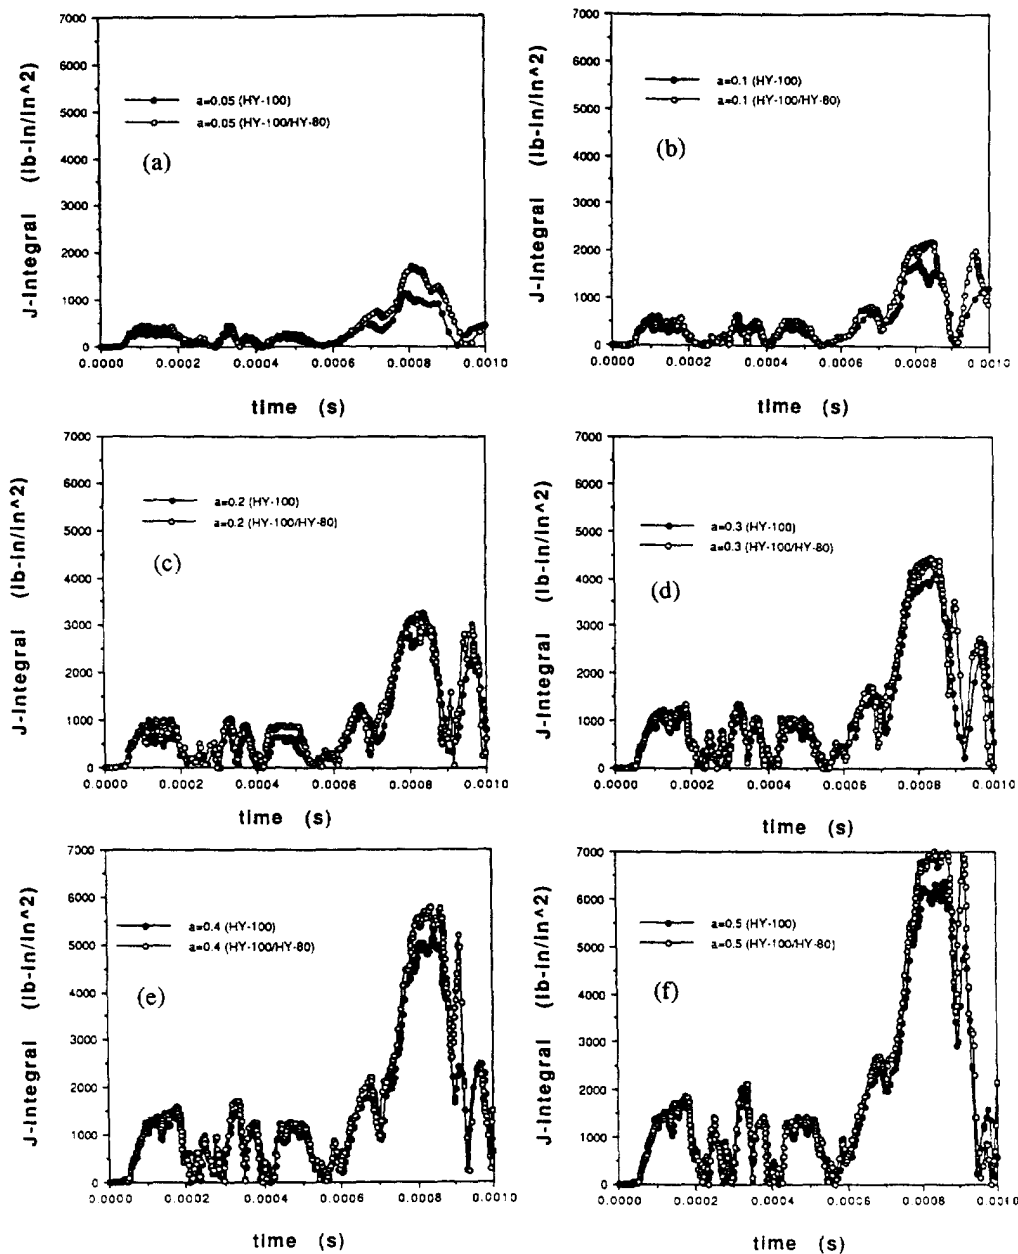 7000
6000
5000
4000
3000
2000
1000
0
J-Integral (lb-in/in^2)
a=0.05 (HY-100)
a=0.05 (HY-100/HY-80)
(a)
0.0000 0.0002 0.0004 0.0006 0.0008 0.0010
time (s)
7000
6000
5000
4000
3000
2000
1000
0
J-Integral (lb-in/in^2)
a=0.1 (HY-100)
a=0.1 (HY-100/HY-80)
(b)
0.0000 0.0002 0.0004 0.0006 0.0008 0.0010
time (s)
7000
6000
5000
4000
3000
2000
1000
0
J-Integral (lb-in/in^2)
a=0.2 (HY-100)
a=0.2 (HY-100/HY-80)
(c)
0.0000 0.0002 0.0004 0.0006 0.0008 0.0010
time (s)
7000
6000
5000
4000
3000
2000
1000
0
J-Integral (lb-in/in^2)
a=0.3 (HY-100)
a=0.3 (HY-100/HY-80)
(d)
0.0000 0.0002 0.0004 0.0006 0.0008 0.0010
time (s)
7000
6000
5000
4000
3000
2000
1000
0
J-Integral (lb-in/in^2)
a=0.4 (HY-100)
a=0.4 (HY-100/HY-80)
(e)
0.0000 0.0002 0.0004 0.0006 0.0008 0.0010
time (s)
7000
6000
5000
4000
3000
2000
1000
0
J-Integral (lb-in/in^2)
a=0.5 (HY-100)
a=0.5 (HY-100/HY-80)
(f)
0.0000 0.0002 0.0004 0.0006 0.0008 0.0010
time (s)